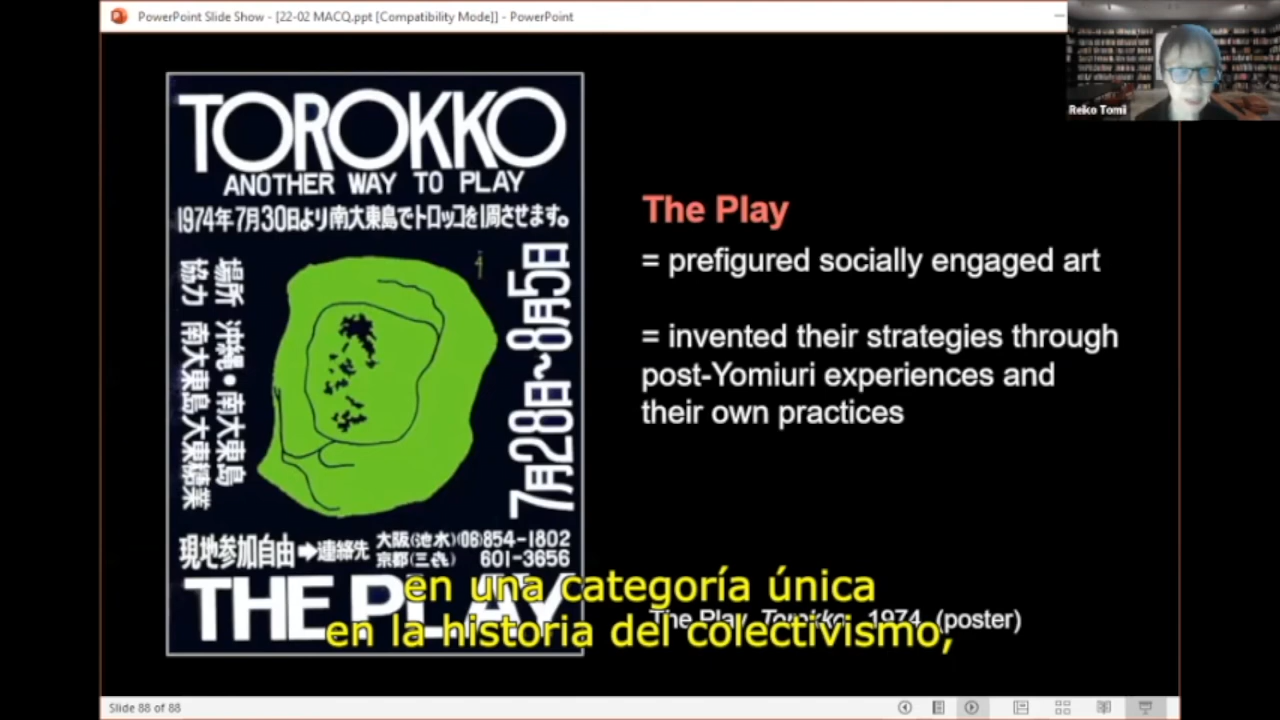 PowerPoint Slide Show - [22-02 MACQ.ppt [Compatibility Mode]] - PowerPoint
Reiko Tomii
TOROKKO
ANOTHER WAY TO PLAY
1974年7月30日より南大東島でトロッコを1周させます。
場所 沖縄・南大東島
協力 南大東島大東糖業
7月28日〜8月5日
現地参加自由➡連絡先
大阪(池水)(06)854-1802
京都(三㐂) 601-3656
THE PLAY
The Play
= prefigured socially engaged art
= invented their strategies through
post-Yomiuri experiences and
their own practices
The Play, Torokko, 1974 (poster)
en una categoría única
en la historia del colectivismo,
Slide 88 of 88